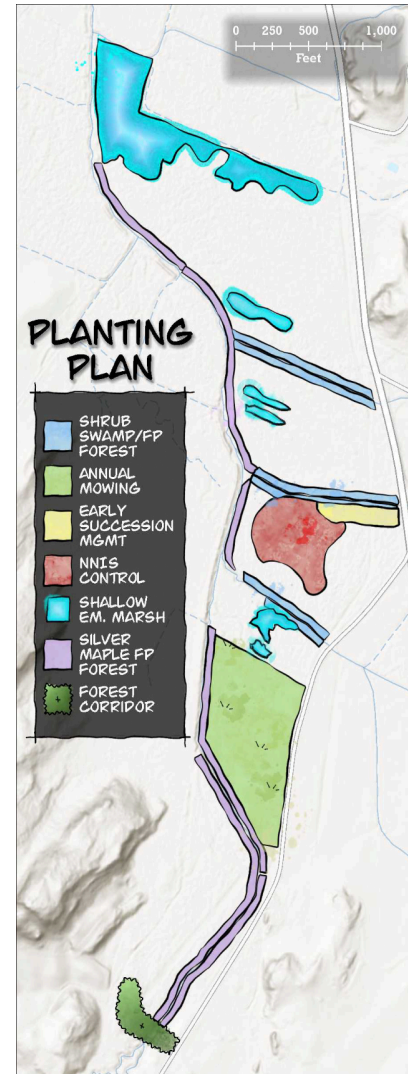 0 250 500 1,000
Feet
PLANTING
PLAN
SHRUB
SWAMP/FP
FOREST
ANNUAL
MOWING
EARLY
SUCCESSION
MGMT
NNIS
CONTROL
SHALLOW
EM. MARSH
SILVER
MAPLE FP
FOREST
FOREST
CORRIDOR